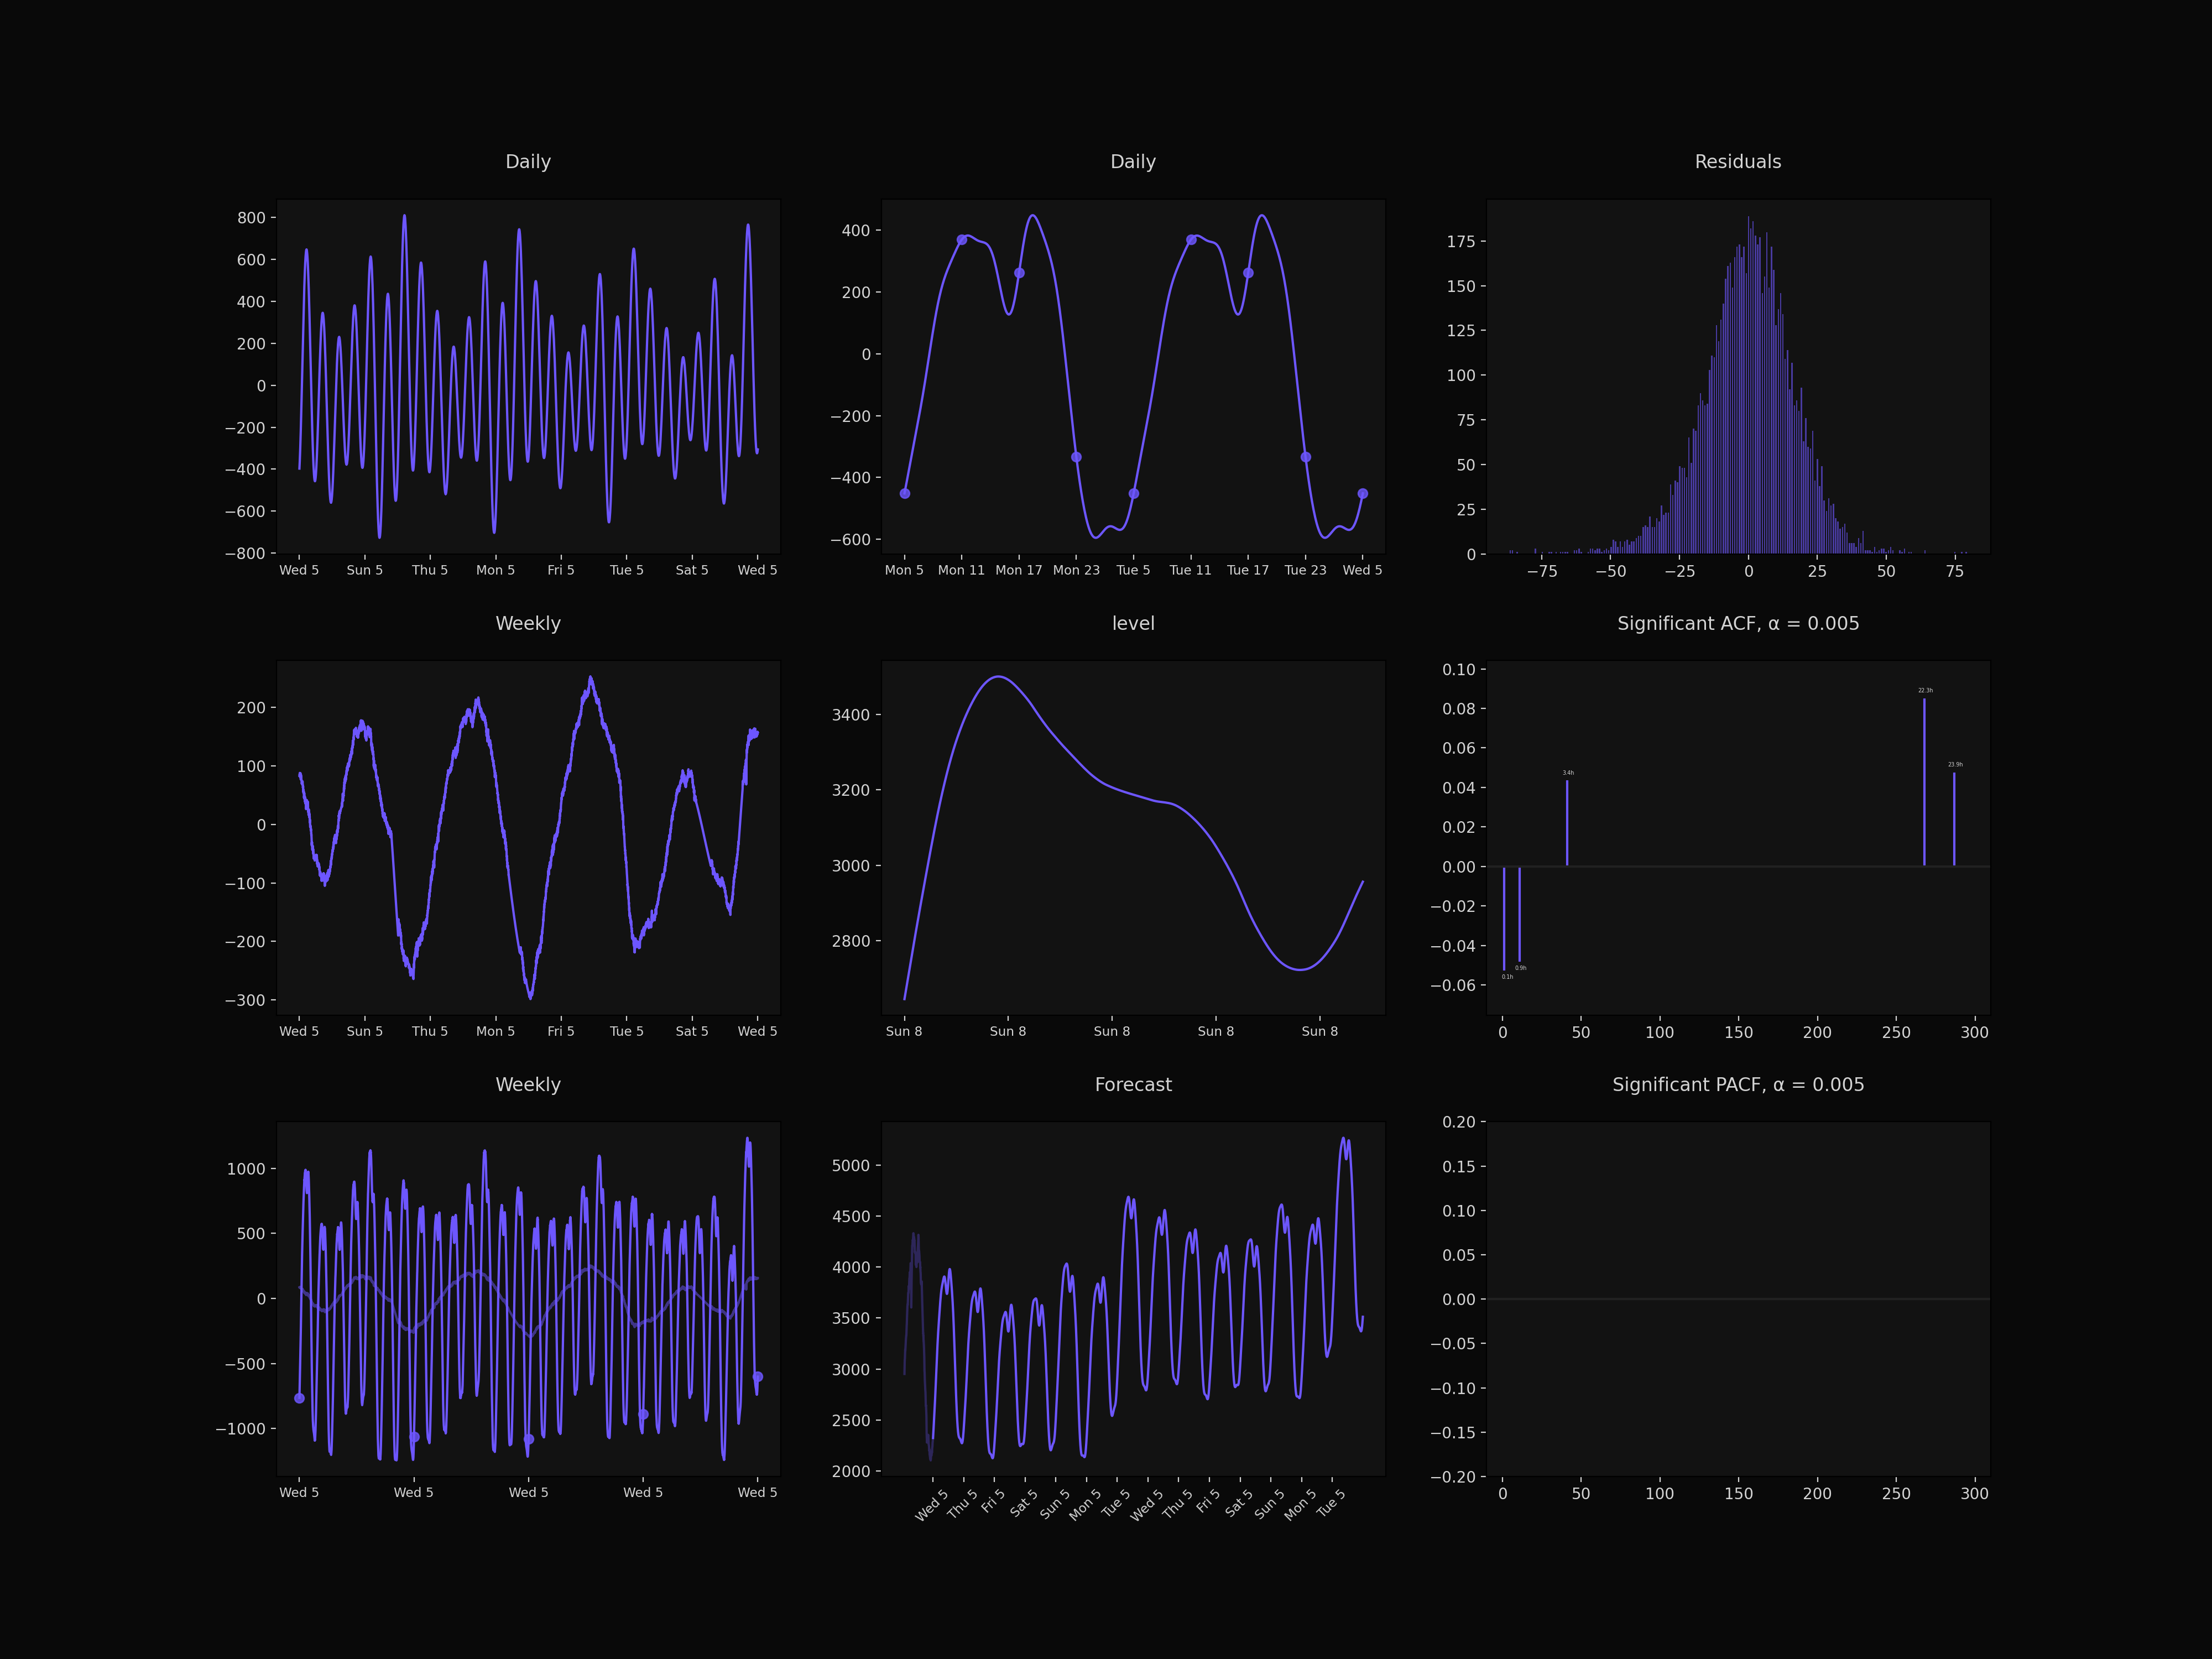 Daily
800
600
400
200
0
−200
−400
−600
−800
Wed 5 Sun 5 Thu 5 Mon 5 Fri 5 Tue 5 Sat 5 Wed 5
Daily
400
200
0
−200
−400
−600
Mon 5 Mon 11 Mon 17 Mon 23 Tue 5 Tue 11 Tue 17 Tue 23 Wed 5
Residuals
175
150
125
100
75
50
25
0
−75 −50 −25 0 25 50 75
Weekly
200
100
0
−100
−200
−300
Wed 5 Sun 5 Thu 5 Mon 5 Fri 5 Tue 5 Sat 5 Wed 5
level
3400
3200
3000
2800
Sun 8 Sun 8 Sun 8 Sun 8 Sun 8
Significant ACF, α = 0.005
0.10
0.08
0.06
0.04
0.02
0.00
−0.02
−0.04
−0.06
22.3h
23.9h
3.4h
0.9h
0.1h
0 50 100 150 200 250 300
Weekly
1000
500
0
−500
−1000
Wed 5 Wed 5 Wed 5 Wed 5 Wed 5
Forecast
5000
4500
4000
3500
3000
2500
2000
Wed 5 Thu 5 Fri 5 Sat 5 Sun 5 Mon 5 Tue 5 Wed 5 Thu 5 Fri 5 Sat 5 Sun 5 Mon 5 Tue 5
Significant PACF, α = 0.005
0.20
0.15
0.10
0.05
0.00
−0.05
−0.10
−0.15
−0.20
0 50 100 150 200 250 300